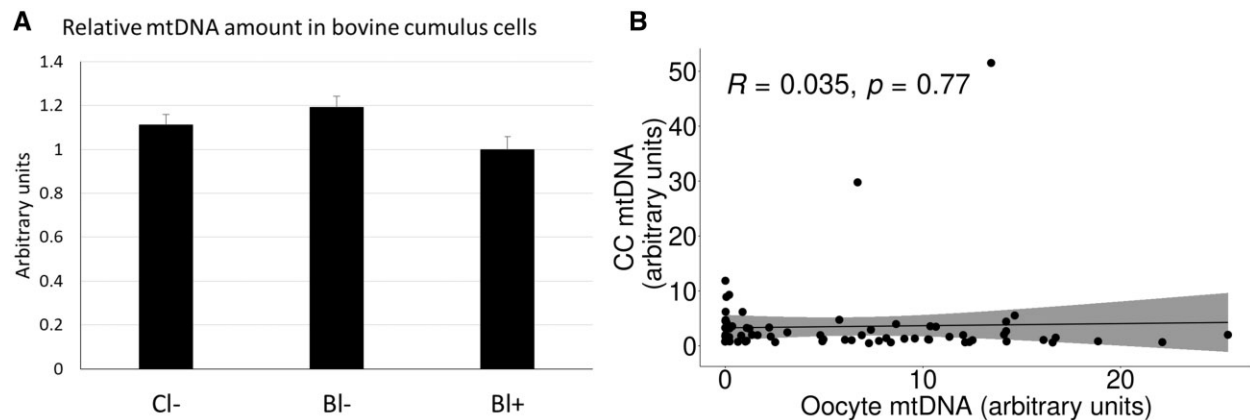 A Relative mtDNA amount in bovine cumulus cells
Arbitrary units
1.4
1.2
1
0.8
0.6
0.4
0.2
0
Cl- Bl- Bl+
B
R = 0.035, p = 0.77
CC mtDNA
(arbitrary units)
50
40
30
20
10
0
0 10 20
Oocyte mtDNA (arbitrary units)